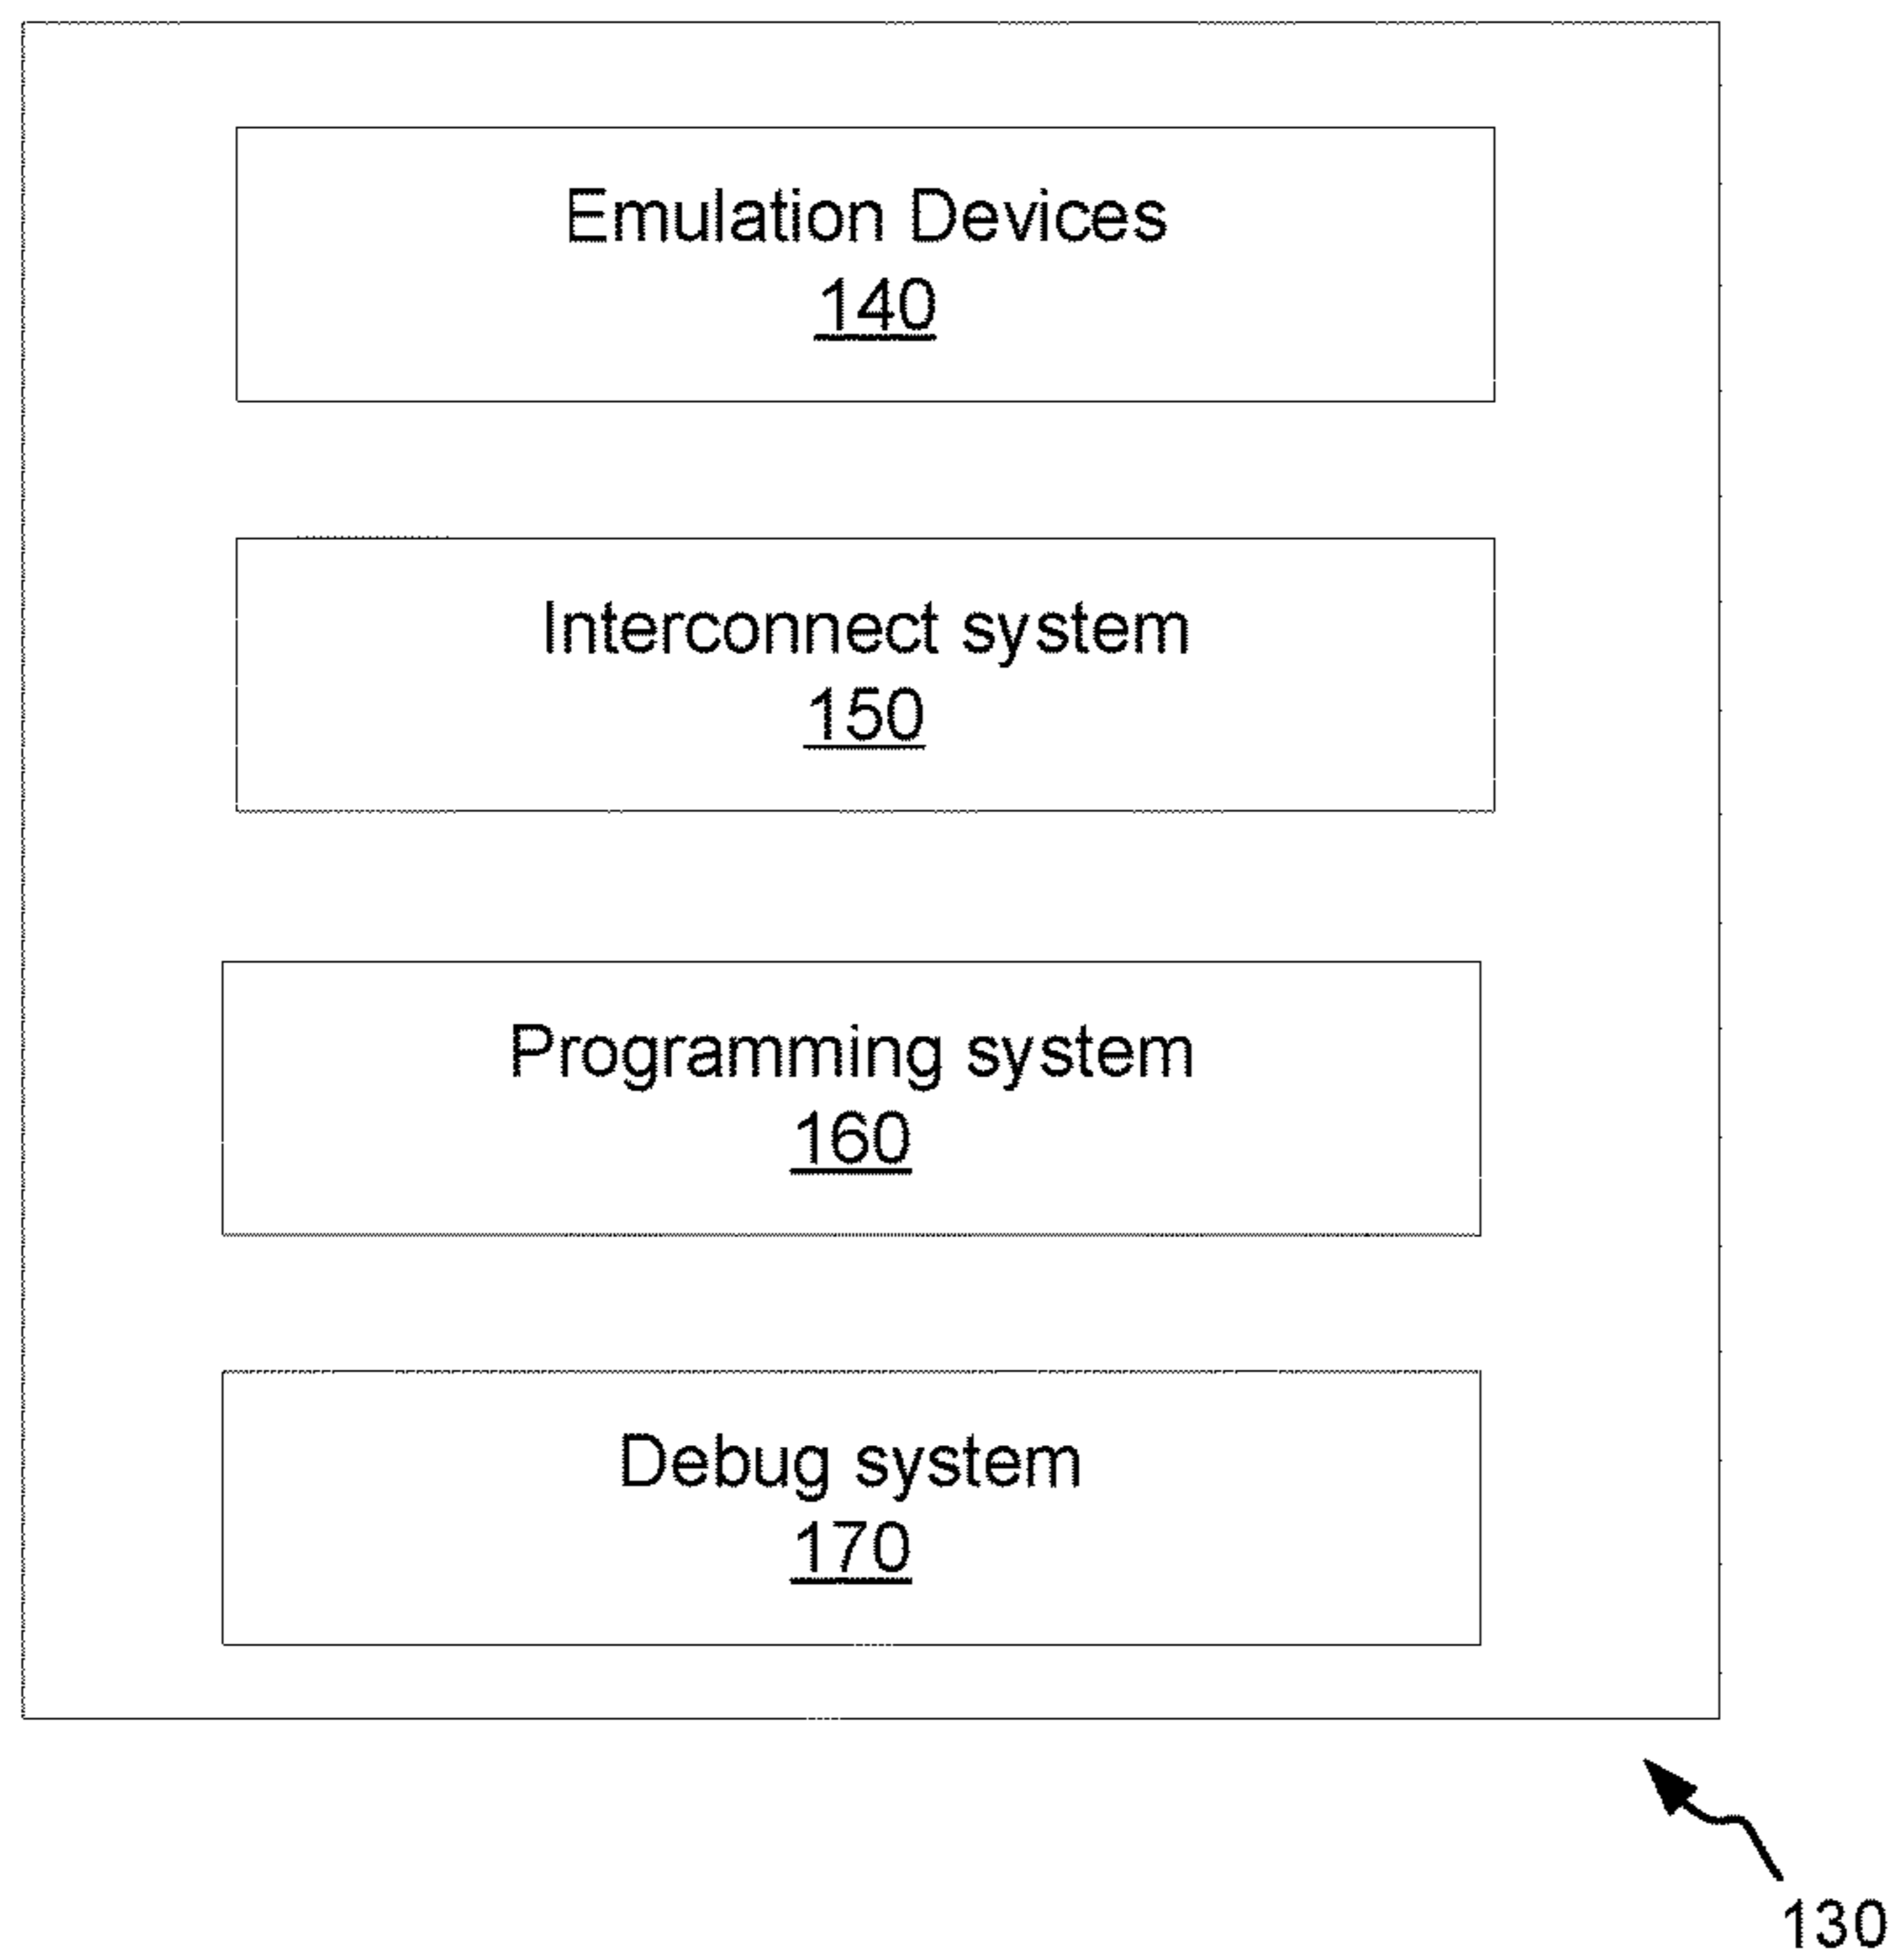 Emulation Devices
140
Interconnect system
150
Programming system
160
Debug system
170
130